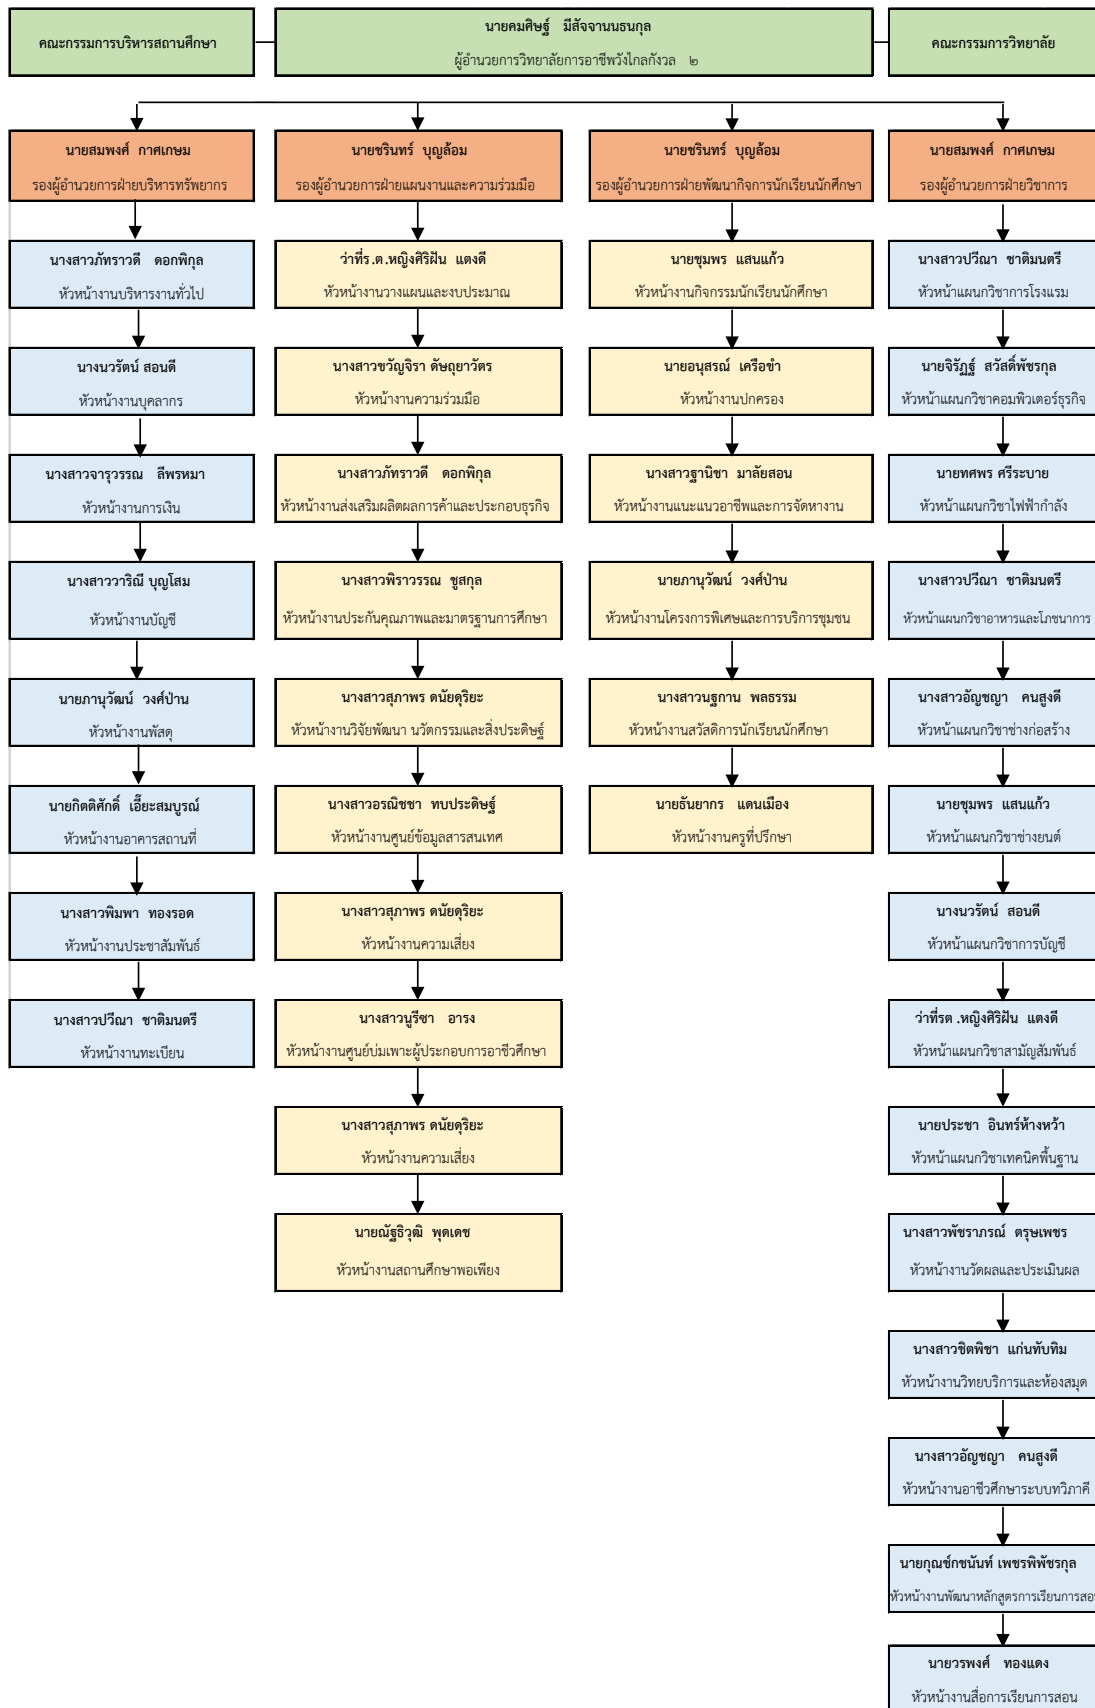 คณะกรรมการบริหารสถานศึกษา
นายคมศิษฐ์ มีสัจจานนธนกุล
ผู้อำนวยการวิทยาลัยการอาชีพวังไกลกังวล ๒
คณะกรรมการวิทยาลัย
นายสมพงศ์ กาศเกษม
รองผู้อำนวยการฝ่ายบริหารทรัพยากร
นางสาวภัทราวดี ดอกพิกุล
หัวหน้างานบริหารงานทั่วไป
นางนวรัตน์ สอนดี
หัวหน้างานบุคลากร
นางสาวจารุวรรณ ลีพรหมา
หัวหน้างานการเงิน
นางสาววาริณี บุญโสม
หัวหน้างานบัญชี
นายภานุวัฒน์ วงศ์ป่าน
หัวหน้างานพัสดุ
นายกิตติศักดิ์ เอี๊ยะสมบูรณ์
หัวหน้างานอาคารสถานที่
นางสาวพิมพา ทองรอด
หัวหน้างานประชาสัมพันธ์
นางสาวปวีณา ชาติมนตรี
หัวหน้างานทะเบียน
นายชรินทร์ บุญล้อม
รองผู้อำนวยการฝ่ายแผนงานและความร่วมมือ
ว่าที่ร.ต.หญิงศิริฝัน แตงดี
หัวหน้างานวางแผนและงบประมาณ
นางสาวขวัญจิรา ดัษถุยาวัตร
หัวหน้างานความร่วมมือ
นางสาวภัทราวดี ดอกพิกุล
หัวหน้างานส่งเสริมผลิตผลการค้าและประกอบธุรกิจ
นางสาวพิราวรรณ ชูสกุล
หัวหน้างานประกันคุณภาพและมาตรฐานการศึกษา
นางสาวสุภาพร ดนัยดุริยะ
หัวหน้างานวิจัยพัฒนา นวัตกรรมและสิ่งประดิษฐ์
นางสาวอรณิชชา ทบประดิษฐ์
หัวหน้างานศูนย์ข้อมูลสารสนเทศ
นางสาวสุภาพร ดนัยดุริยะ
หัวหน้างานความเสี่ยง
นางสาวนูรีซา อารง
หัวหน้างานศูนย์บ่มเพาะผู้ประกอบการอาชีวศึกษา
นางสาวสุภาพร ดนัยดุริยะ
หัวหน้างานความเสี่ยง
นายณัฐธิวุฒิ พุดเดช
หัวหน้างานสถานศึกษาพอเพียง
นายชรินทร์ บุญล้อม
รองผู้อำนวยการฝ่ายพัฒนากิจการนักเรียนนักศึกษา
นายชุมพร แสนแก้ว
หัวหน้างานกิจกรรมนักเรียนนักศึกษา
นายอนุสรณ์ เครือขำ
หัวหน้างานปกครอง
นางสาวฐานิชา มาลัยสอน
หัวหน้างานแนะแนวอาชีพและการจัดหางาน
นายภานุวัฒน์ วงศ์ป่าน
หัวหน้างานโครงการพิเศษและการบริการชุมชน
นางสาวนฐกาน พลธรรม
หัวหน้างานสวัสดิการนักเรียนนักศึกษา
นายธันยากร แดนเมือง
หัวหน้างานครูที่ปรึกษา
นายสมพงศ์ กาศเกษม
รองผู้อำนวยการฝ่ายวิชาการ
นางสาวปวีณา ชาติมนตรี
หัวหน้าแผนกวิชาการโรงแรม
นายจิรัฏฐ์ สวัสดิ์พัชรกุล
หัวหน้าแผนกวิชาคอมพิวเตอร์ธุรกิจ
นายทศพร ศรีระบาย
หัวหน้าแผนกวิชาไฟฟ้ากำลัง
นางสาวปวีณา ชาติมนตรี
หัวหน้าแผนกวิชาอาหารและโภชนาการ
นางสาวอัญชญา คนสูงดี
หัวหน้าแผนกวิชาช่างก่อสร้าง
นายชุมพร แสนแก้ว
หัวหน้าแผนกวิชาช่างยนต์
นางนวรัตน์ สอนดี
หัวหน้าแผนกวิชาการบัญชี
ว่าที่รต .หญิงศิริฝัน แตงดี
หัวหน้าแผนกวิชาสามัญสัมพันธ์
นายประชา อินทร์ห้างหว้า
หัวหน้าแผนกวิชาเทคนิคพื้นฐาน
นางสาวพัชราภรณ์ ตรุษเพชร
หัวหน้างานวัดผลและประเมินผล
นางสาวชิตพิชา แก่นทับทิม
หัวหน้างานวิทยบริการและห้องสมุด
นางสาวอัญชญา คนสูงดี
หัวหน้างานอาชีวศึกษาระบบทวิภาคี
นายกุณช์กชนันท์ เพชรพิพัชรกุล
หัวหน้างานพัฒนาหลักสูตรการเรียนการสอน
นายวรพงศ์ ทองแดง
หัวหน้างานสื่อการเรียนการสอน